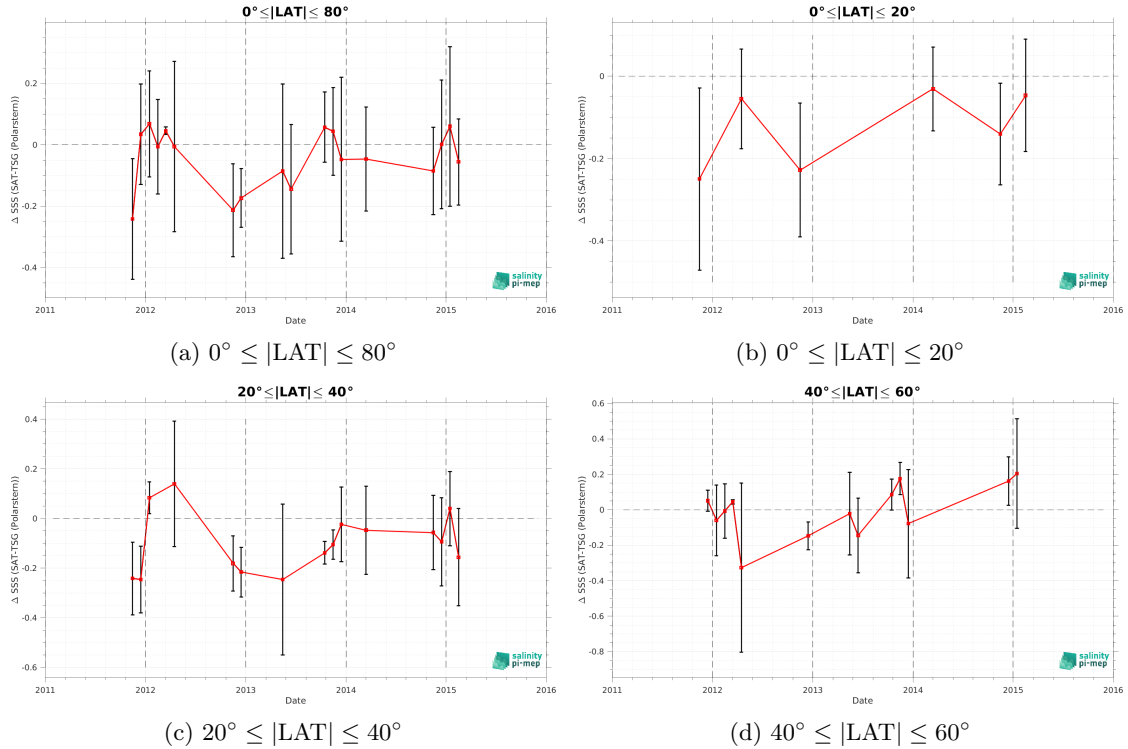 0°≤|LAT|≤ 80°
0.2
0
-0.2
-0.4
Δ SSS (SAT-TSG (Polarstern))
2011 2012 2013 2014 2015 2016
Date
salinity
pi-mep
(a) 0° ≤ |LAT| ≤ 80°
0°≤|LAT|≤ 20°
0
-0.2
-0.4
Δ SSS (SAT-TSG (Polarstern))
2011 2012 2013 2014 2015 2016
Date
salinity
pi-mep
(b) 0° ≤ |LAT| ≤ 20°
20°≤|LAT|≤ 40°
0.4
0.2
0
-0.2
-0.4
-0.6
Δ SSS (SAT-TSG (Polarstern))
2011 2012 2013 2014 2015 2016
Date
salinity
pi-mep
(c) 20° ≤ |LAT| ≤ 40°
40°≤|LAT|≤ 60°
0.6
0.4
0.2
0
-0.2
-0.4
-0.6
-0.8
Δ SSS (SAT-TSG (Polarstern))
2011 2012 2013 2014 2015 2016
Date
salinity
pi-mep
(d) 40° ≤ |LAT| ≤ 60°